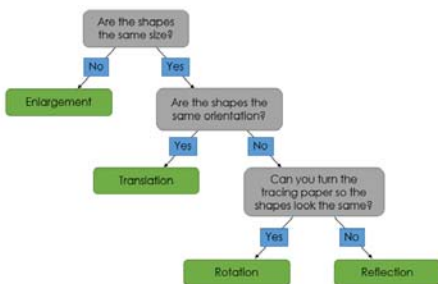 Are the shapes
the same size?
No
Yes
Enlargement
Are the shapes the
same orientation?
Yes
No
Translation
Can you turn the
tracing paper so the
shapes look the same?
Yes
No
Rotation
Reflection